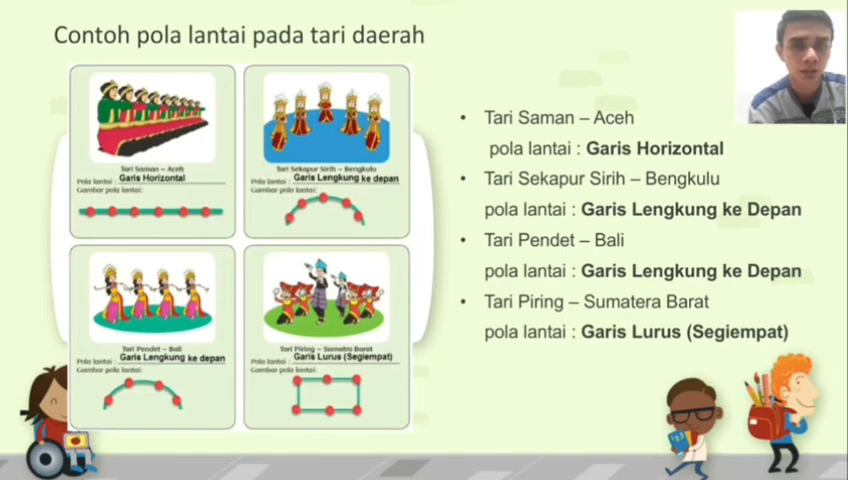 Contoh pola lantai pada tari daerah
Tari Saman – Aceh
Pola lantai : Garis Horizontal
Gambar pola lantai:
Tari Sekapur Sirih – Bengkulu
Pola lantai : Garis Lengkung ke depan
Gambar pola lantai:
Tari Pendet – Bali
Pola lantai : Garis Lengkung ke depan
Gambar pola lantai:
Tari Piring – Sumatra Barat
Pola lantai : Garis Lurus (Segiempat)
Gambar pola lantai:
• Tari Saman – Aceh
pola lantai : Garis Horizontal
• Tari Sekapur Sirih – Bengkulu
pola lantai : Garis Lengkung ke Depan
• Tari Pendet – Bali
pola lantai : Garis Lengkung ke Depan
• Tari Piring – Sumatera Barat
pola lantai : Garis Lurus (Segiempat)